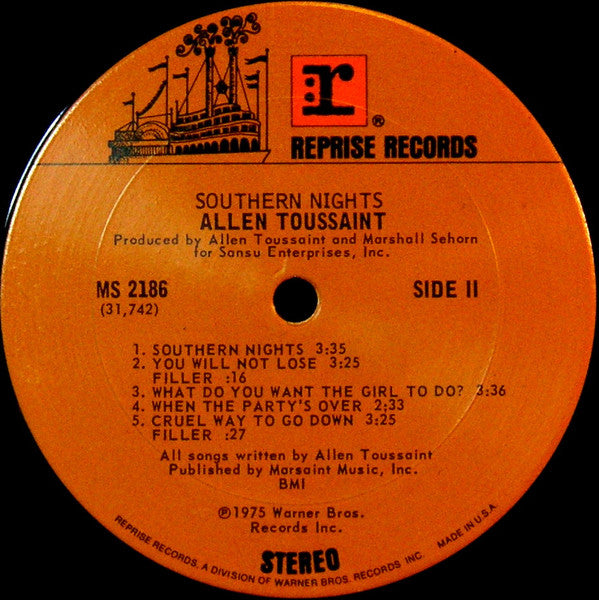 r
®
REPRISE RECORDS
SOUTHERN NIGHTS
ALLEN TOUSSAINT
Produced by Allen Toussaint and Marshall Sehorn
for Sansu Enterprises, Inc.
MS 2186
(31,742)
SIDE II
1. SOUTHERN NIGHTS 3:35
2. YOU WILL NOT LOSE 3:25
FILLER :16
3. WHAT DO YOU WANT THE GIRL TO DO? 3:36
4. WHEN THE PARTY'S OVER 2:33
5. CRUEL WAY TO GO DOWN 3:25
FILLER :27
All songs written by Allen Toussaint
Published by Marsaint Music, Inc.
BMI
℗1975 Warner Bros.
Records Inc.
STEREO
REPRISE RECORDS, A DIVISION OF WARNER BROS. RECORDS INC. MADE IN U.S.A.